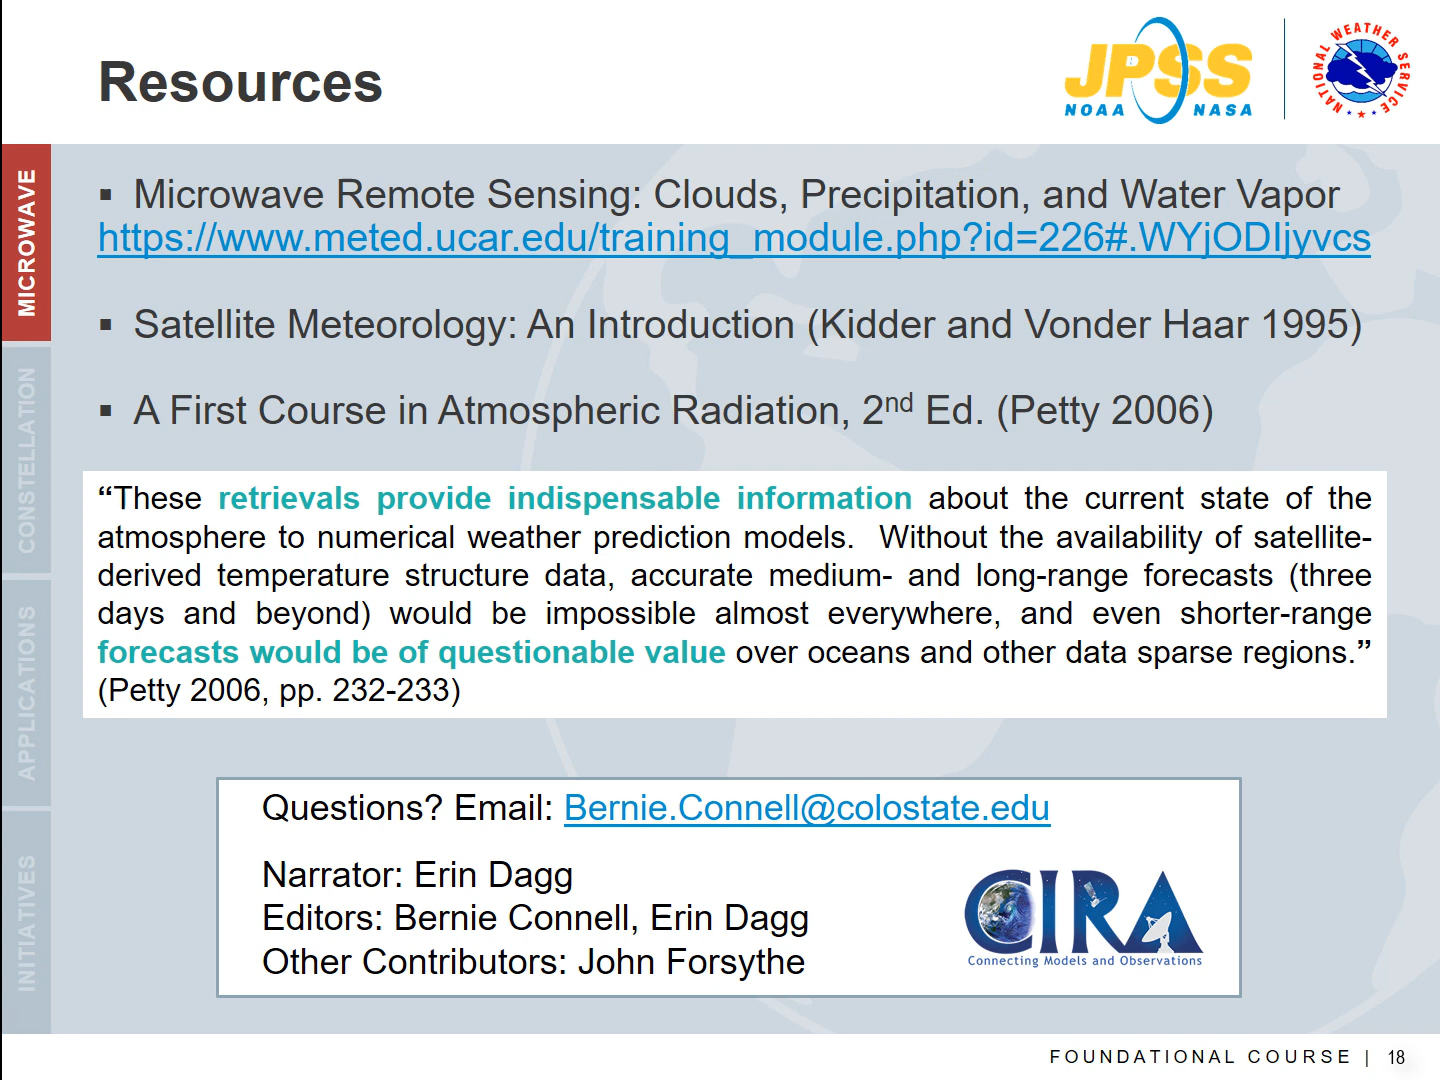 Resources
JPSS
NOAA NASA
NATIONAL WEATHER SERVICE
MICROWAVE
CONSTELLATION
APPLICATIONS
INITIATIVES
▪ Microwave Remote Sensing: Clouds, Precipitation, and Water Vapor
https://www.meted.ucar.edu/training_module.php?id=226#.WYjODIjyvcs
▪ Satellite Meteorology: An Introduction (Kidder and Vonder Haar 1995)
▪ A First Course in Atmospheric Radiation, 2nd Ed. (Petty 2006)
“These retrievals provide indispensable information about the current state of the
atmosphere to numerical weather prediction models. Without the availability of satellite-
derived temperature structure data, accurate medium- and long-range forecasts (three
days and beyond) would be impossible almost everywhere, and even shorter-range
forecasts would be of questionable value over oceans and other data sparse regions.”
(Petty 2006, pp. 232-233)
Questions? Email: Bernie.Connell@colostate.edu
Narrator: Erin Dagg
Editors: Bernie Connell, Erin Dagg
Other Contributors: John Forsythe
CIRA
Connecting Models and Observations
FOUNDATIONAL COURSE | 18